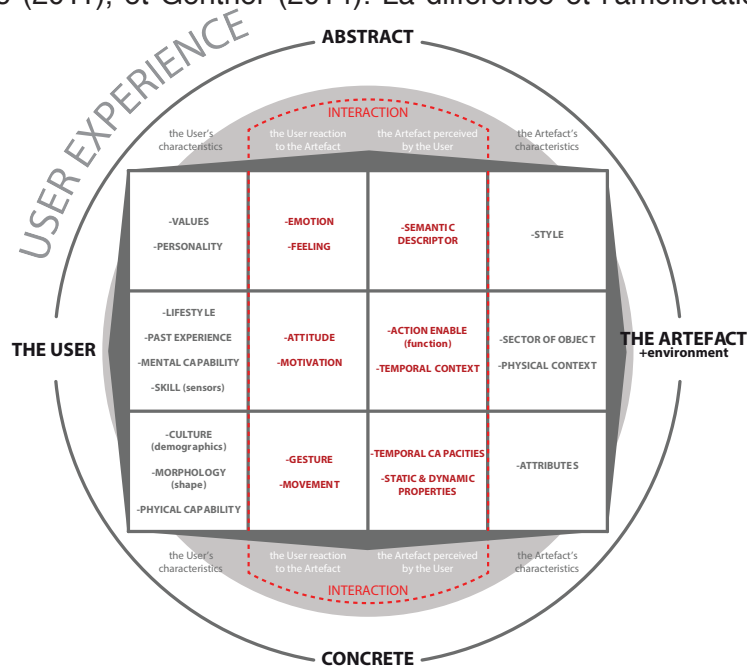 (2011), et Gentner (2014). La différence et l'amélioratio
ABSTRACT
USER EXPERIENCE
INTERACTION
the User's
characteristics
the User reaction
to the Artefact
the Artefact perceived
by the User
the Artefact's
characteristics
-VALUES
-PERSONALITY
-EMOTION
-FEELING
-SEMANTIC
DESCRIPTOR
-STYLE
THE USER
-LIFESTYLE
-PAST EXPERIENCE
-MENTAL CAPABILITY
-SKILL (sensors)
-ATTITUDE
-MOTIVATION
-ACTION ENABLE
(function)
-TEMPORAL CONTEXT
-SECTOR OF OBJECT
-PHYSICAL CONTEXT
THE ARTEFACT
+environment
-CULTURE
(demographics)
-MORPHOLOGY
(shape)
-PHYICAL CAPABILITY
-GESTURE
-MOVEMENT
-TEMPORAL CAPACITIES
-STATIC & DYNAMIC
PROPERTIES
-ATTRIBUTES
the User's
characteristics
the User reaction
to the Artefact
the Artefact perceived
by the User
the Artefact's
characteristics
INTERACTION
CONCRETE